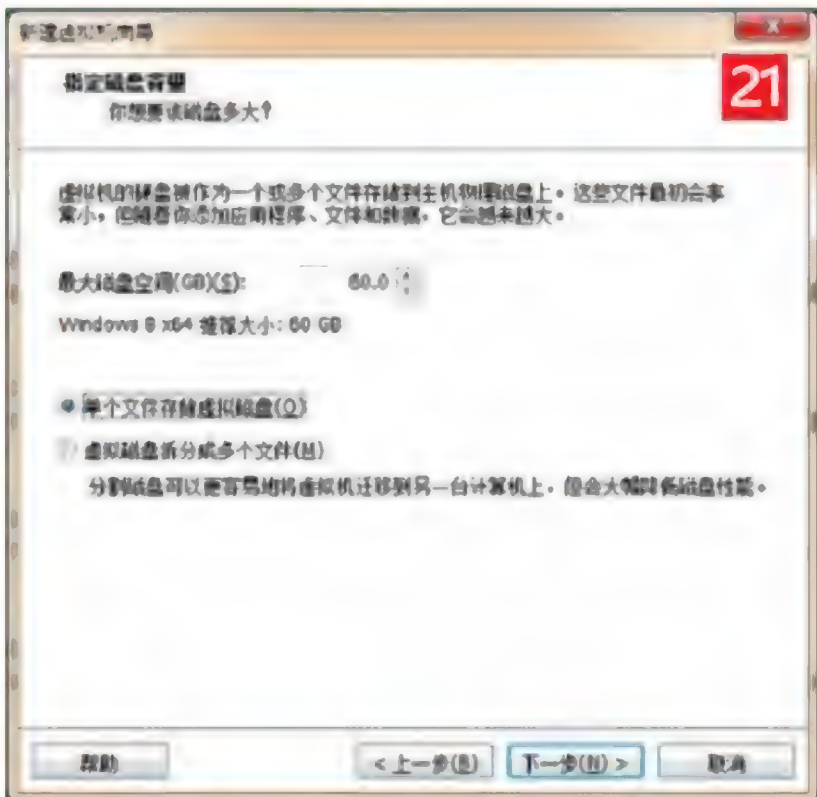 新建虚拟机向导
指定磁盘容量
21
你想要该磁盘多大?
虚拟机的硬盘被作为一个或多个文件存储到主机物理磁盘上。这些文件最初会非
常小,但随着你添加应用程序、文件和数据,它会越来越大。
最大磁盘空间(GB)(S): 60.0
Windows 8 x64 推荐大小: 60 GB
单个文件存储虚拟磁盘(O)
虚拟磁盘拆分成多个文件(M)
分割磁盘可以更容易地将虚拟机迁移到另一台计算机上,但会大幅降低磁盘性能。
帮助
< 上一步(B)
下一步(N) >
取消